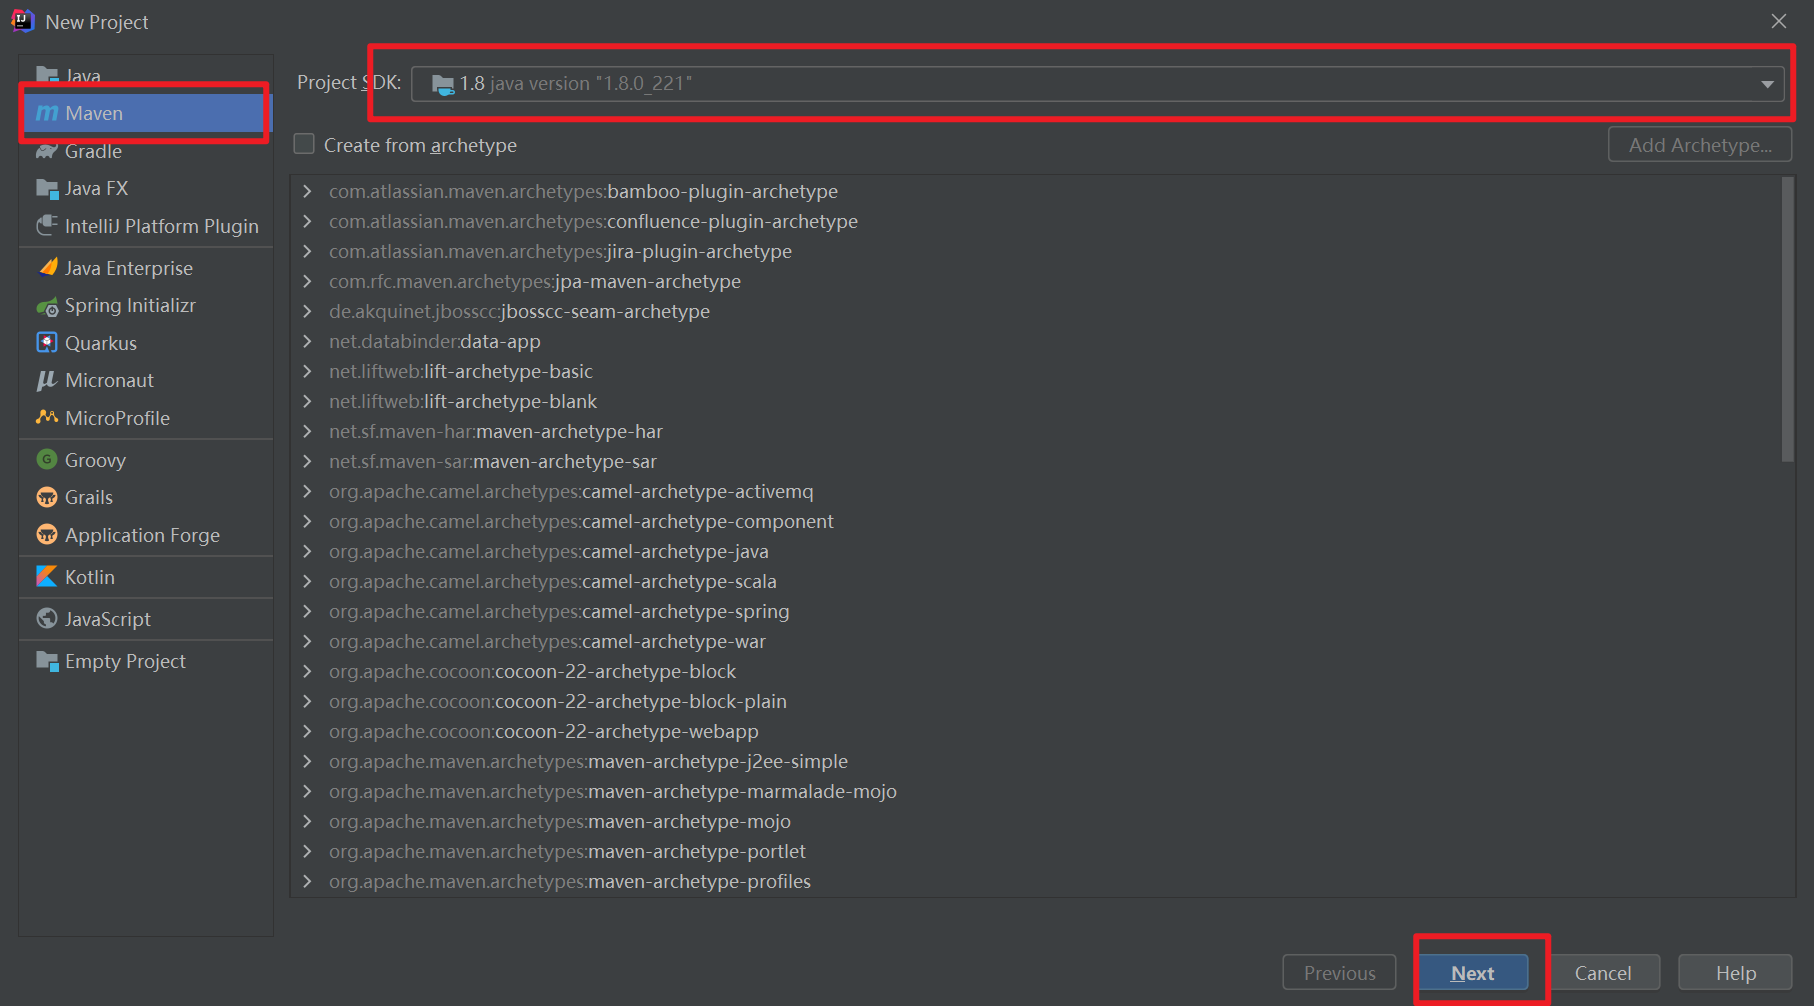 New Project
Java
Maven
Gradle
Java FX
IntelliJ Platform Plugin
Java Enterprise
Spring Initializr
Quarkus
Micronaut
MicroProfile
Groovy
Grails
Application Forge
Kotlin
JavaScript
Empty Project
Project SDK: 1.8 java version "1.8.0_221"
Create from archetype
Add Archetype...
com.atlassian.maven.archetypes:bamboo-plugin-archetype
com.atlassian.maven.archetypes:confluence-plugin-archetype
com.atlassian.maven.archetypes:jira-plugin-archetype
com.rfc.maven.archetypes:jpa-maven-archetype
de.akquinet.jbosscc:jbosscc-seam-archetype
net.databinder:data-app
net.liftweb:lift-archetype-basic
net.liftweb:lift-archetype-blank
net.sf.maven-har:maven-archetype-har
net.sf.maven-sar:maven-archetype-sar
org.apache.camel.archetypes:camel-archetype-activemq
org.apache.camel.archetypes:camel-archetype-component
org.apache.camel.archetypes:camel-archetype-java
org.apache.camel.archetypes:camel-archetype-scala
org.apache.camel.archetypes:camel-archetype-spring
org.apache.camel.archetypes:camel-archetype-war
org.apache.cocoon:cocoon-22-archetype-block
org.apache.cocoon:cocoon-22-archetype-block-plain
org.apache.cocoon:cocoon-22-archetype-webapp
org.apache.maven.archetypes:maven-archetype-j2ee-simple
org.apache.maven.archetypes:maven-archetype-marmalade-mojo
org.apache.maven.archetypes:maven-archetype-mojo
org.apache.maven.archetypes:maven-archetype-portlet
org.apache.maven.archetypes:maven-archetype-profiles
Previous
Next
Cancel
Help